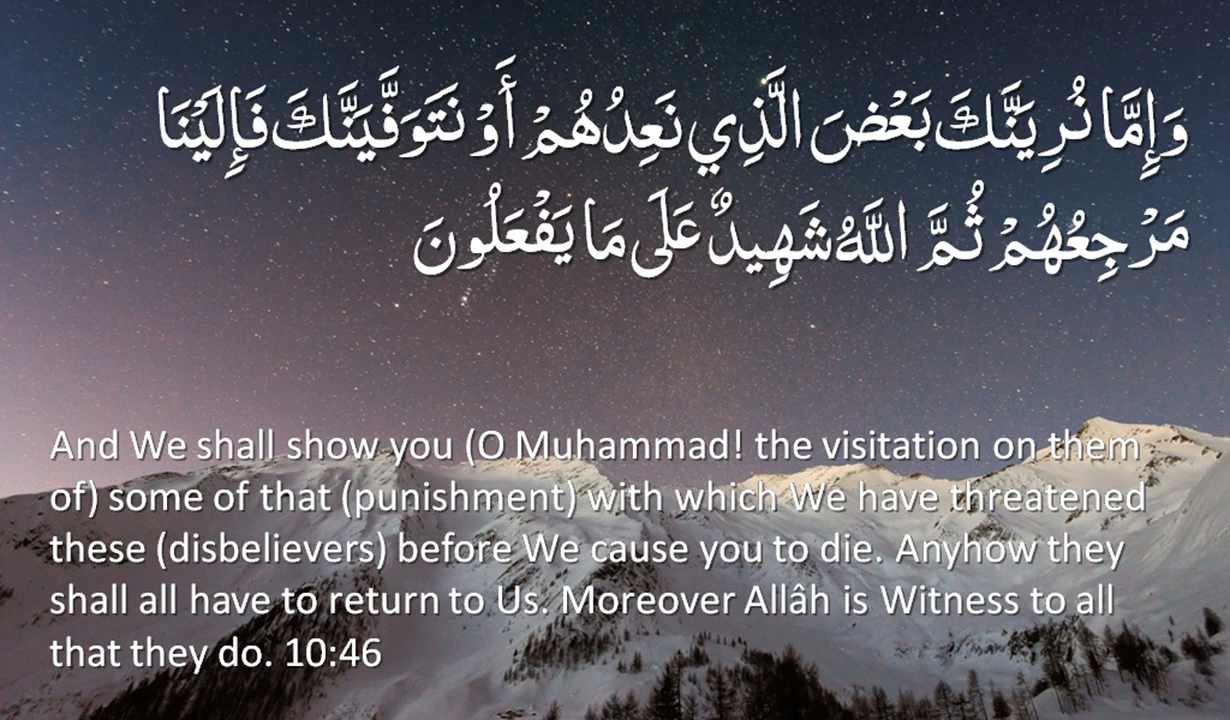 وَإِمَّا نُرِيَنَّكَ بَعْضَ الَّذِي نَعِدُهُمْ أَوْ نَتَوَفَّيَنَّكَ فَإِلَيْنَا
مَرْجِعُهُمْ ثُمَّ اللَّهُ شَهِيدٌ عَلَى مَا يَفْعَلُونَ
And We shall show you (O Muhammad! the visitation on them
of) some of that (punishment) with which We have threatened
these (disbelievers) before We cause you to die. Anyhow they
shall all have to return to Us. Moreover Allâh is Witness to all
that they do. 10:46